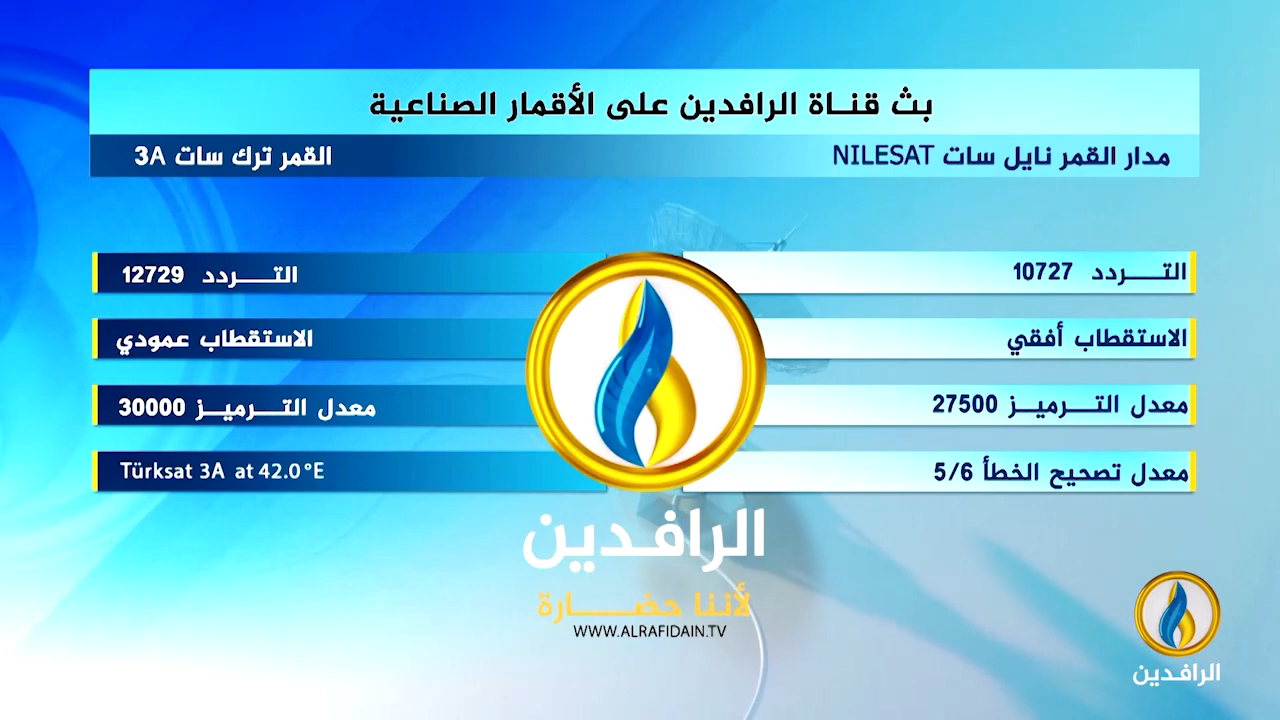 بث قناة الرافدين على الأقمار الصناعية
مدار القمر نايل سات NILESAT
القمر ترك سات 3A
التردد 10727
التردد 12729
الاستقطاب أفقي
الاستقطاب عمودي
معدل الترميز 27500
معدل الترميز 30000
معدل تصحيح الخطأ 5/6
Türksat 3A at 42.0°E
الرافدين
لأننا حضارة
WWW.ALRAFIDAIN.TV
الرافدين